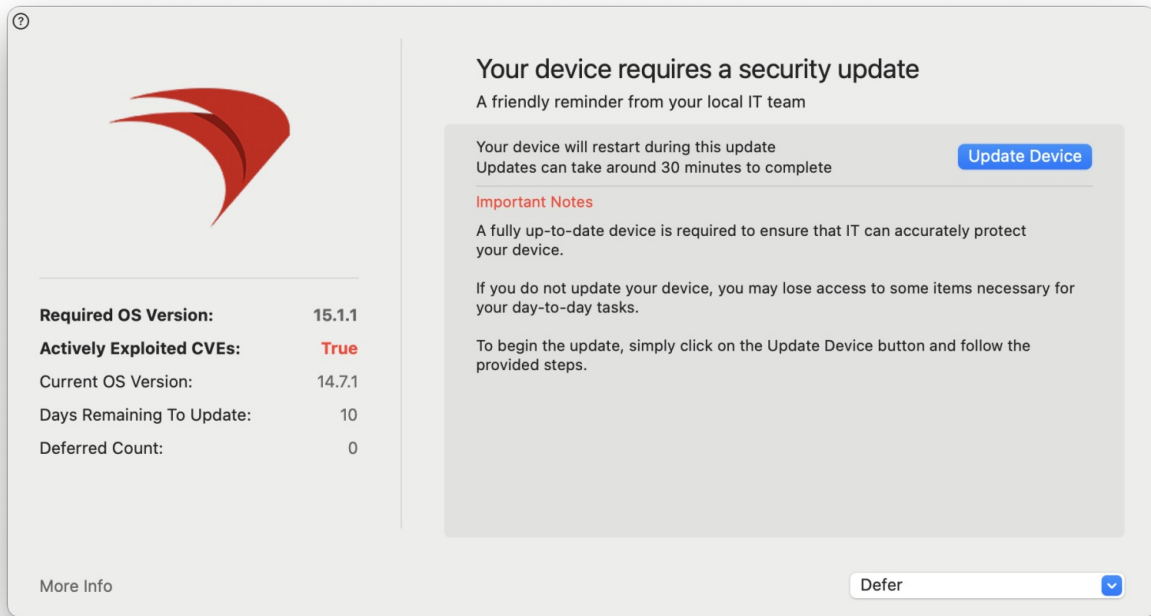 ?
Your device requires a security update
A friendly reminder from your local IT team
Your device will restart during this update
Updates can take around 30 minutes to complete
Update Device
Important Notes
A fully up-to-date device is required to ensure that IT can accurately protect
your device.
If you do not update your device, you may lose access to some items necessary for
your day-to-day tasks.
To begin the update, simply click on the Update Device button and follow the
provided steps.
Required OS Version: 15.1.1
Actively Exploited CVEs: True
Current OS Version: 14.7.1
Days Remaining To Update: 10
Deferred Count: 0
More Info
Defer